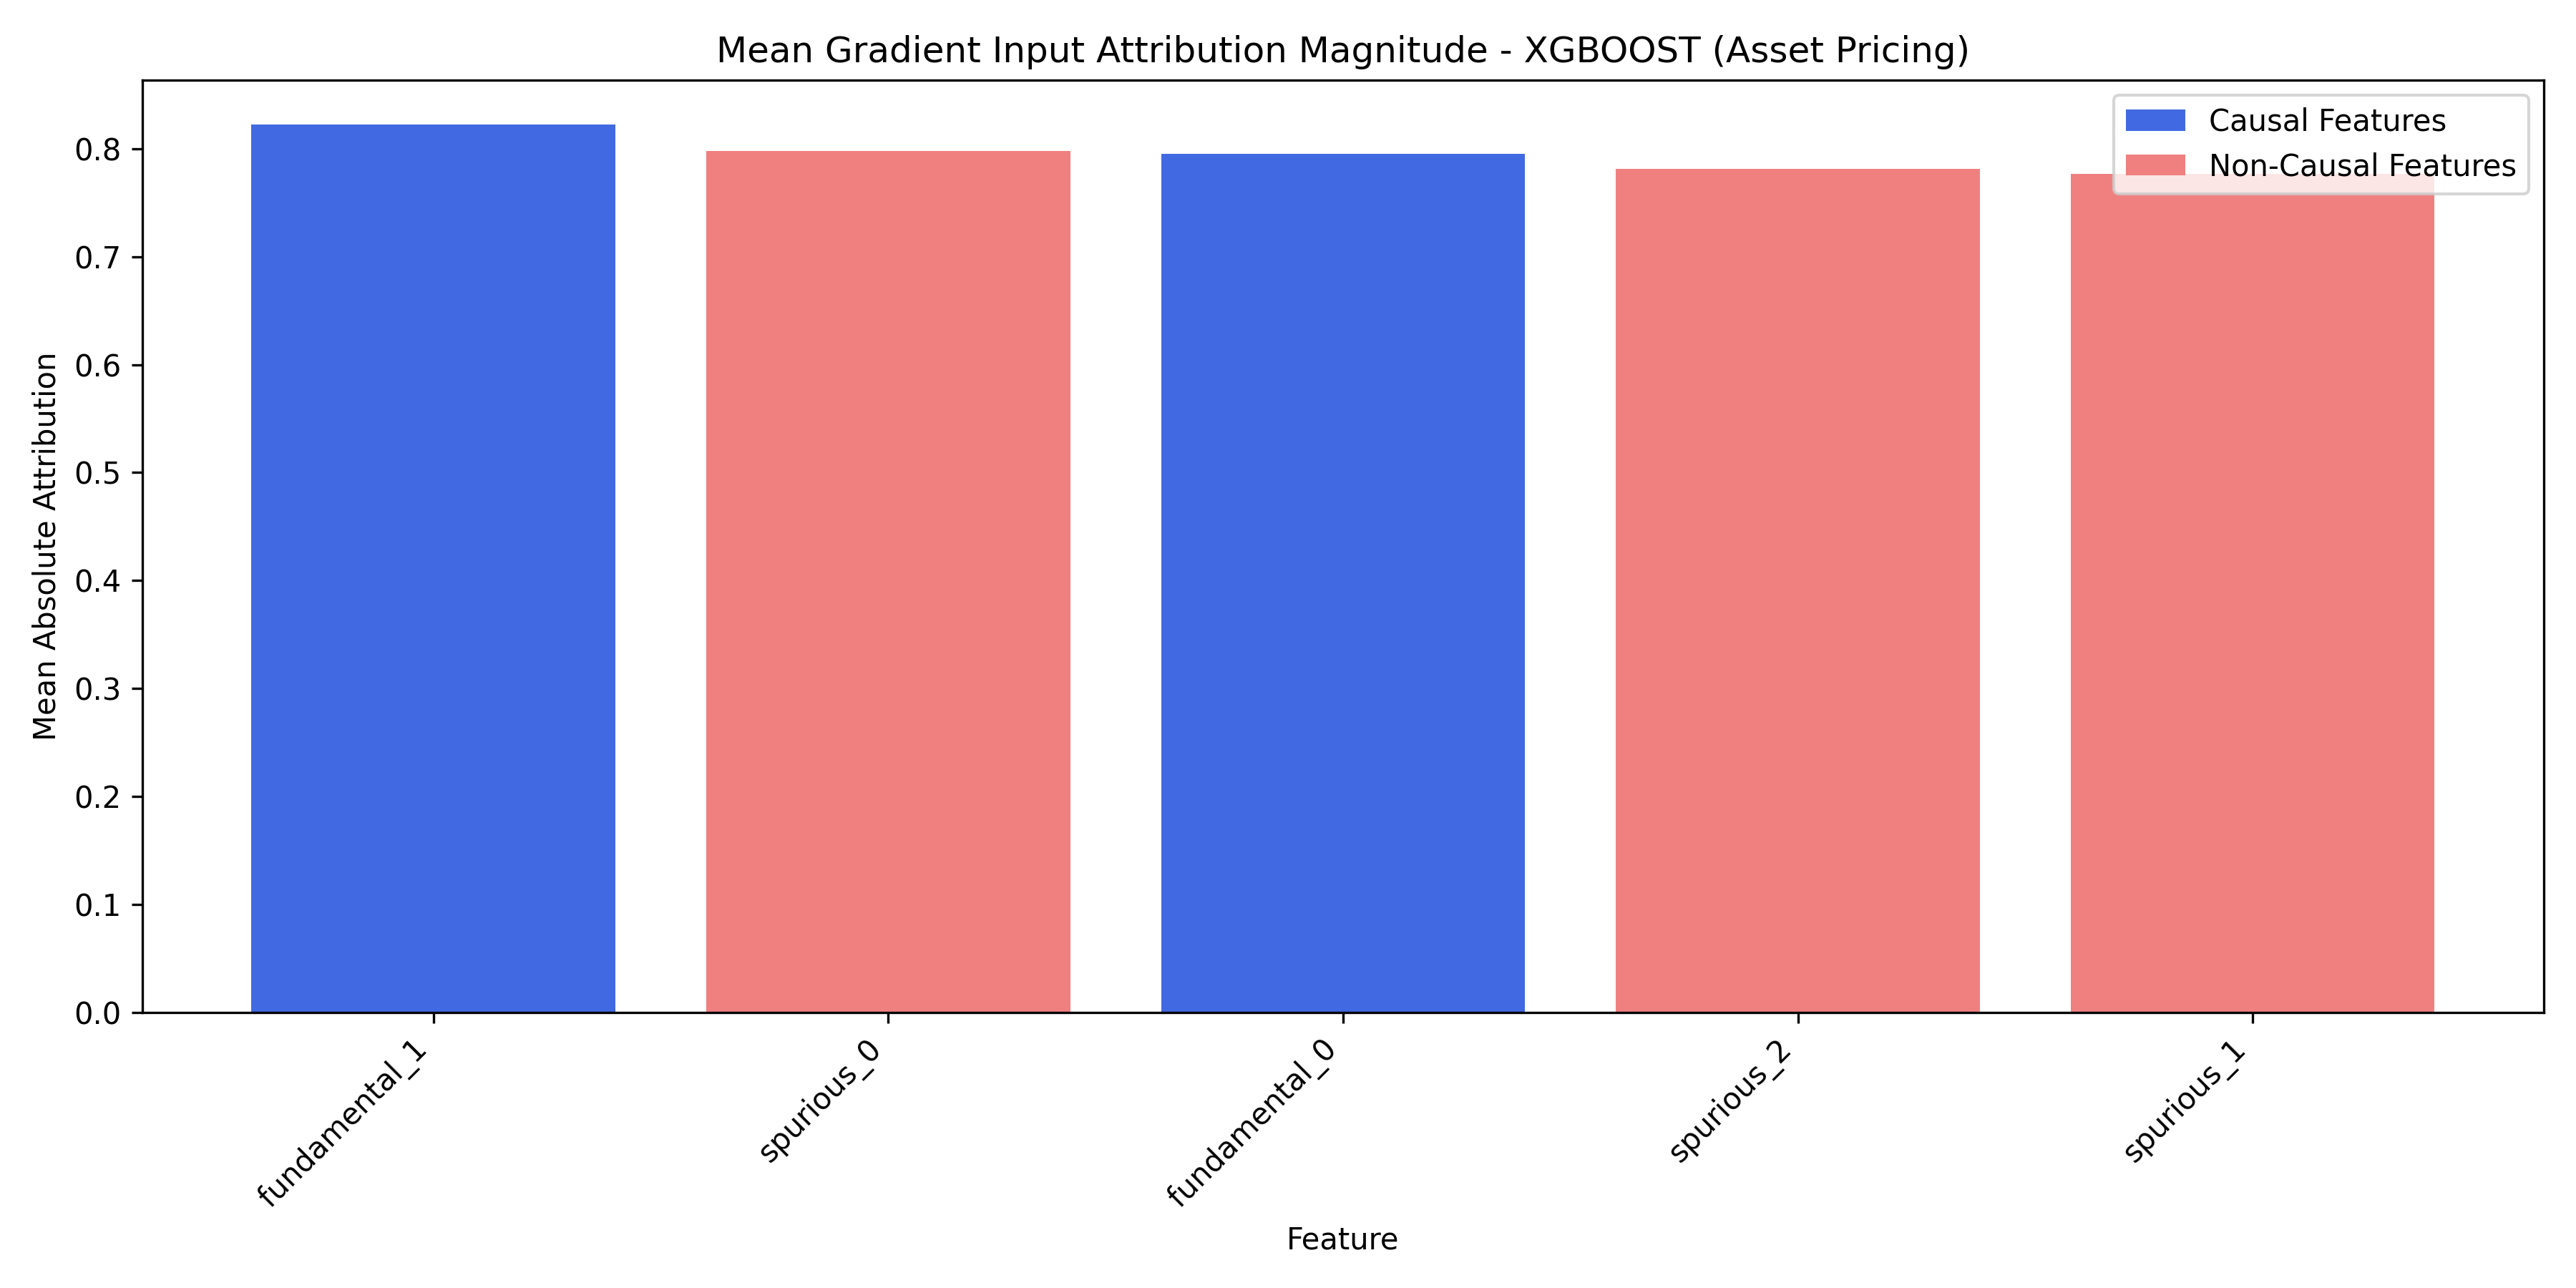 Mean Gradient Input Attribution Magnitude - XGBOOST (Asset Pricing)
Causal Features
Non-Causal Features
Mean Absolute Attribution
0.8
0.7
0.6
0.5
0.4
0.3
0.2
0.1
0.0
fundamental_1
spurious_0
fundamental_0
spurious_2
spurious_1
Feature